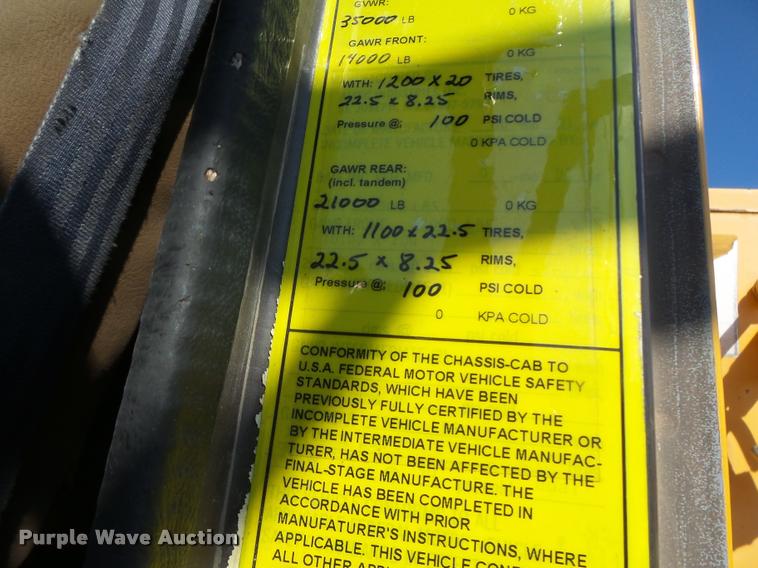 GVWR:
35000 LB 0 KG
GAWR FRONT:
14000 LB 0 KG
WITH: 1200 x 20 TIRES,
22.5 x 8.25 RIMS,
Pressure @; 100 PSI COLD
0 KPA COLD
GAWR REAR:
(incl. tandem)
21000 LB 0 KG
WITH: 1100 x 22.5 TIRES,
22.5 x 8.25 RIMS,
Pressure @; 100 PSI COLD
0 KPA COLD
CONFORMITY OF THE CHASSIS-CAB TO
U.S.A. FEDERAL MOTOR VEHICLE SAFETY
STANDARDS, WHICH HAVE BEEN
PREVIOUSLY FULLY CERTIFIED BY THE
INCOMPLETE VEHICLE MANUFACTURER OR
BY THE INTERMEDIATE VEHICLE MANUFAC-
TURER, HAS NOT BEEN AFFECTED BY THE
FINAL-STAGE MANUFACTURE. THE
VEHICLE HAS BEEN COMPLETED IN
ACCORDANCE WITH PRIOR
MANUFATURER'S INSTRUCTIONS, WHERE
APPLICABLE. THIS VEHICLE
ALL OTHER
Purple Wave Auction